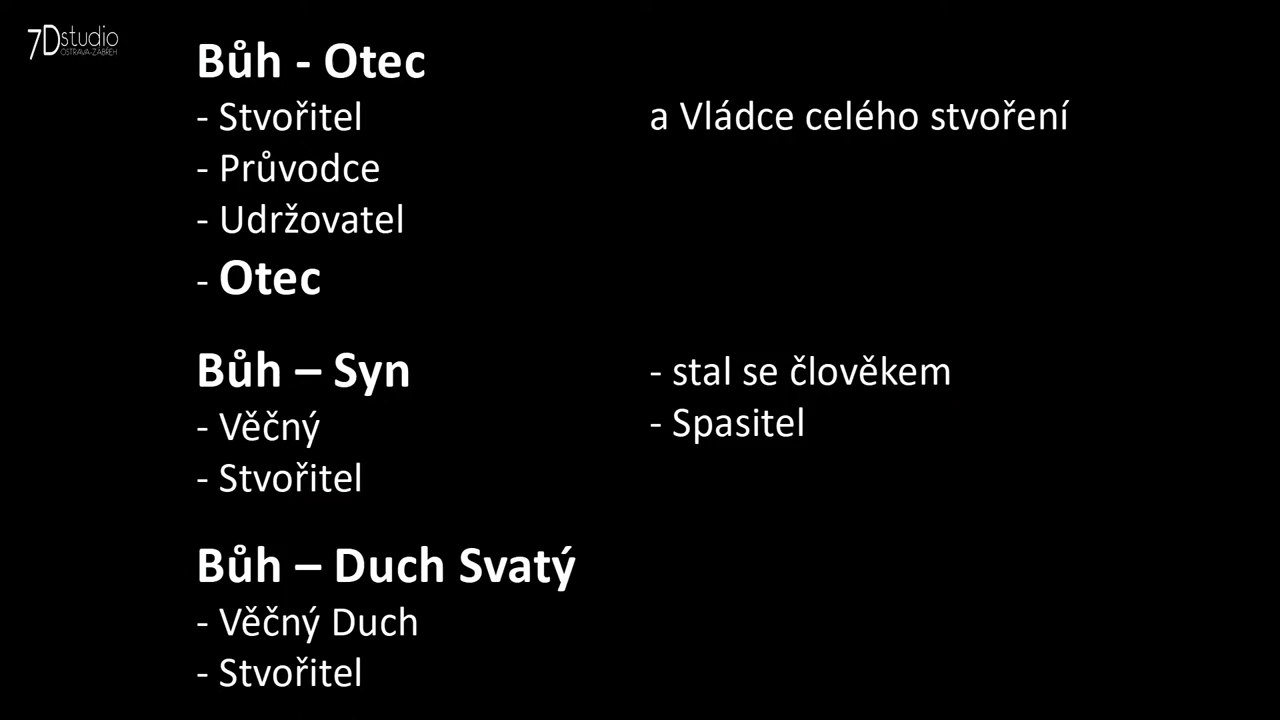 7Dstudio
OSTRAVA-ZÁBŘEH
Bůh - Otec
- Stvořitel a Vládce celého stvoření
- Průvodce
- Udržovatel
- Otec
Bůh – Syn - stal se člověkem
- Věčný - Spasitel
- Stvořitel
Bůh – Duch Svatý
- Věčný Duch
- Stvořitel